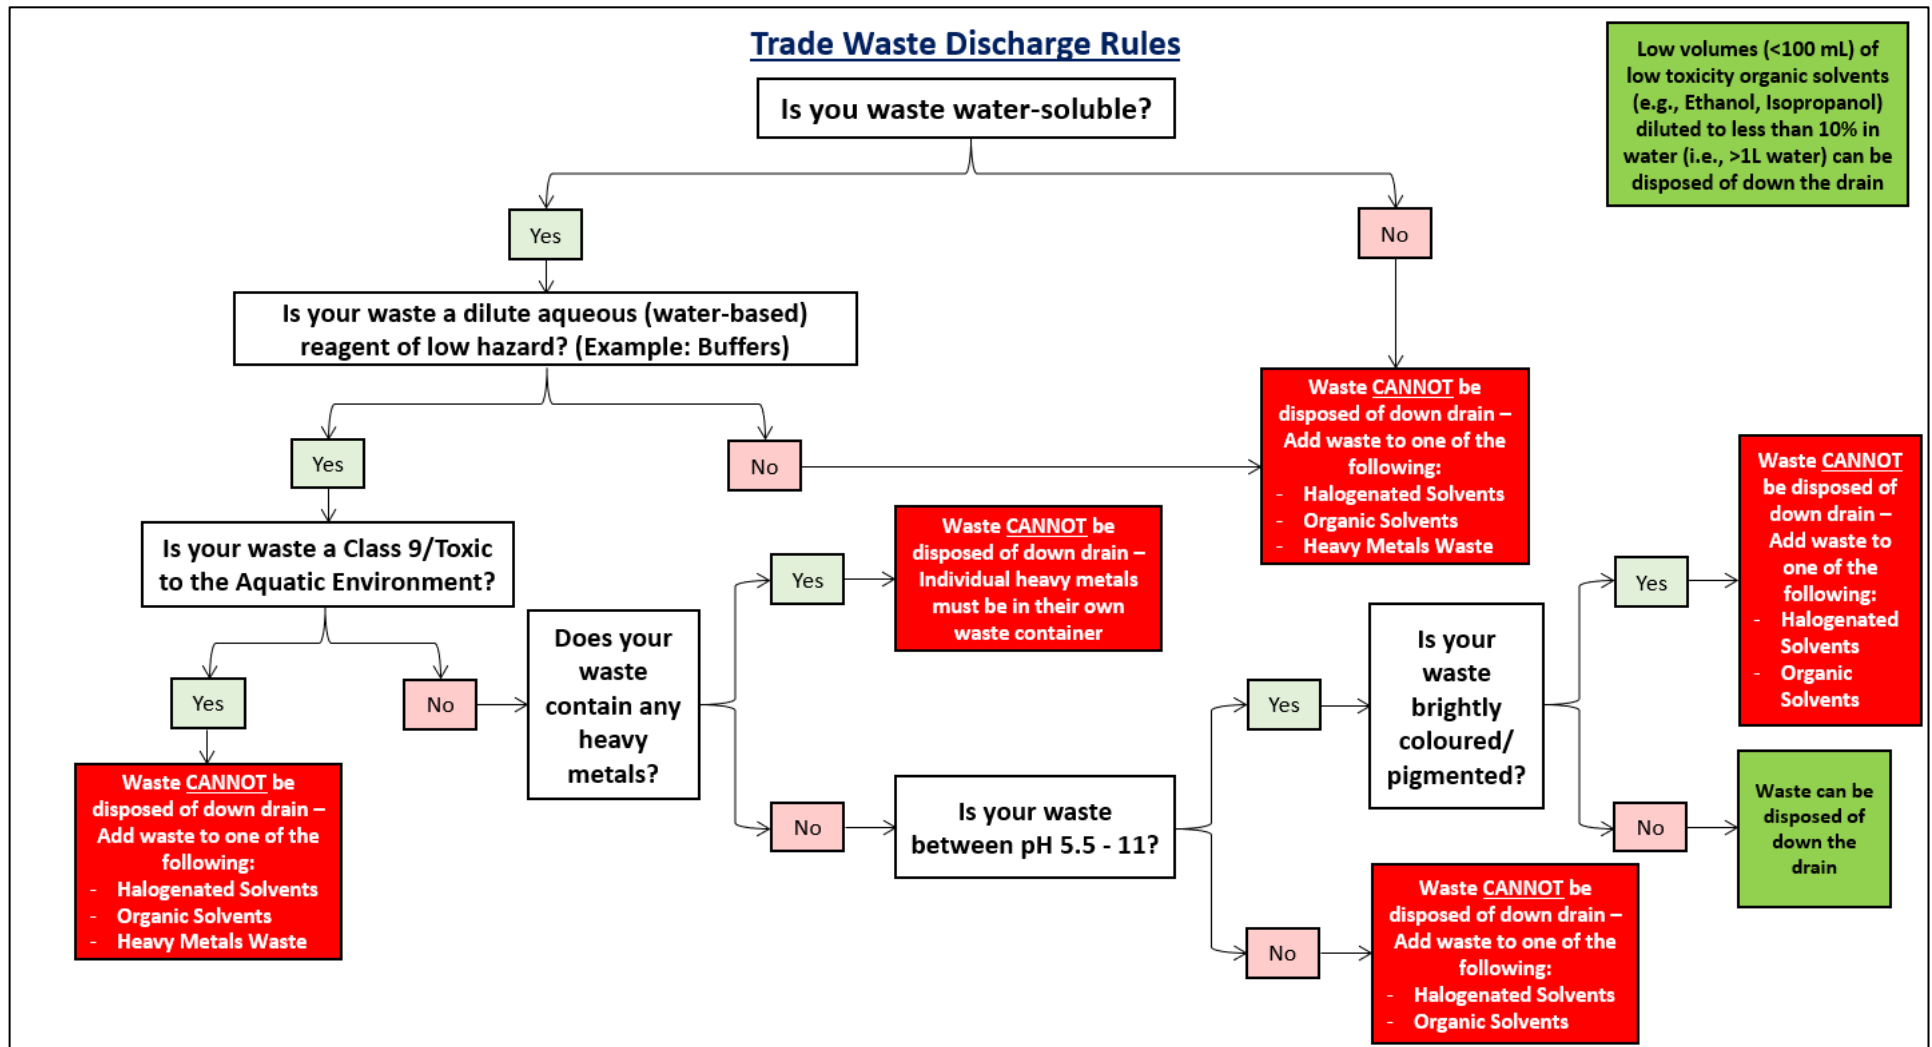 Trade Waste Discharge Rules
Low volumes (<100 mL) of
low toxicity organic solvents
(e.g., Ethanol, Isopropanol)
diluted to less than 10% in
water (i.e., >1L water) can be
disposed of down the drain
Is you waste water-soluble?
Yes
No
Is your waste a dilute aqueous (water-based)
reagent of low hazard? (Example: Buffers)
Yes
No
Waste CANNOT be
disposed of down drain –
Add waste to one of the
following:
- Halogenated Solvents
- Organic Solvents
- Heavy Metals Waste
Is your waste a Class 9/Toxic
to the Aquatic Environment?
Yes
No
Waste CANNOT be
disposed of down drain –
Add waste to one of the
following:
- Halogenated Solvents
- Organic Solvents
- Heavy Metals Waste
Does your
waste
contain any
heavy
metals?
Yes
Waste CANNOT be
disposed of down drain –
Individual heavy metals
must be in their own
waste container
No
Is your waste
between pH 5.5 - 11?
Yes
No
Waste CANNOT be
disposed of down drain –
Add waste to one of the
following:
- Halogenated Solvents
- Organic Solvents
Is your
waste
brightly
coloured/
pigmented?
Yes
Waste CANNOT
be disposed of
down drain –
Add waste to
one of the
following:
- Halogenated
Solvents
- Organic
Solvents
No
Waste can be
disposed of
down the
drain